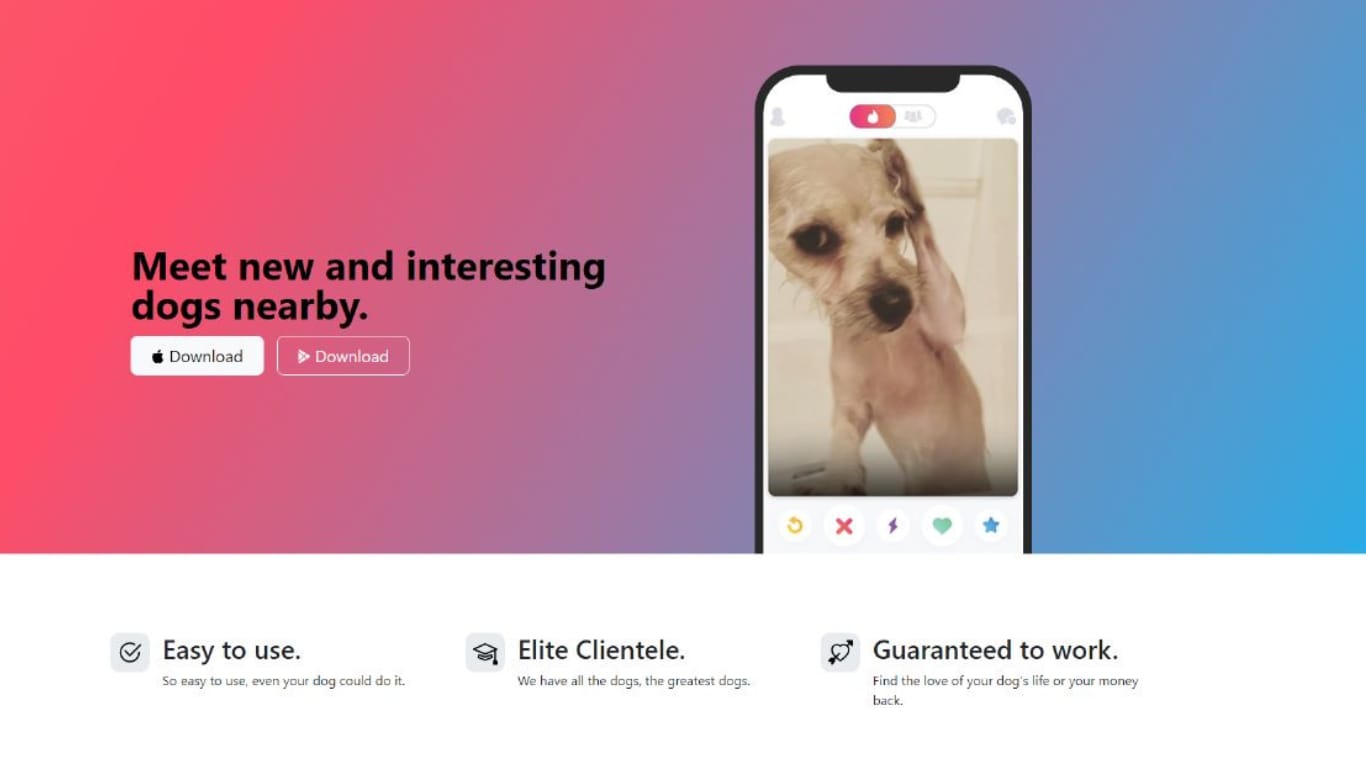 Meet new and interesting
dogs nearby.
Download
Download
Easy to use.
So easy to use, even your dog could do it.
Elite Clientele.
We have all the dogs, the greatest dogs.
Guaranteed to work.
Find the love of your dog's life or your money
back.